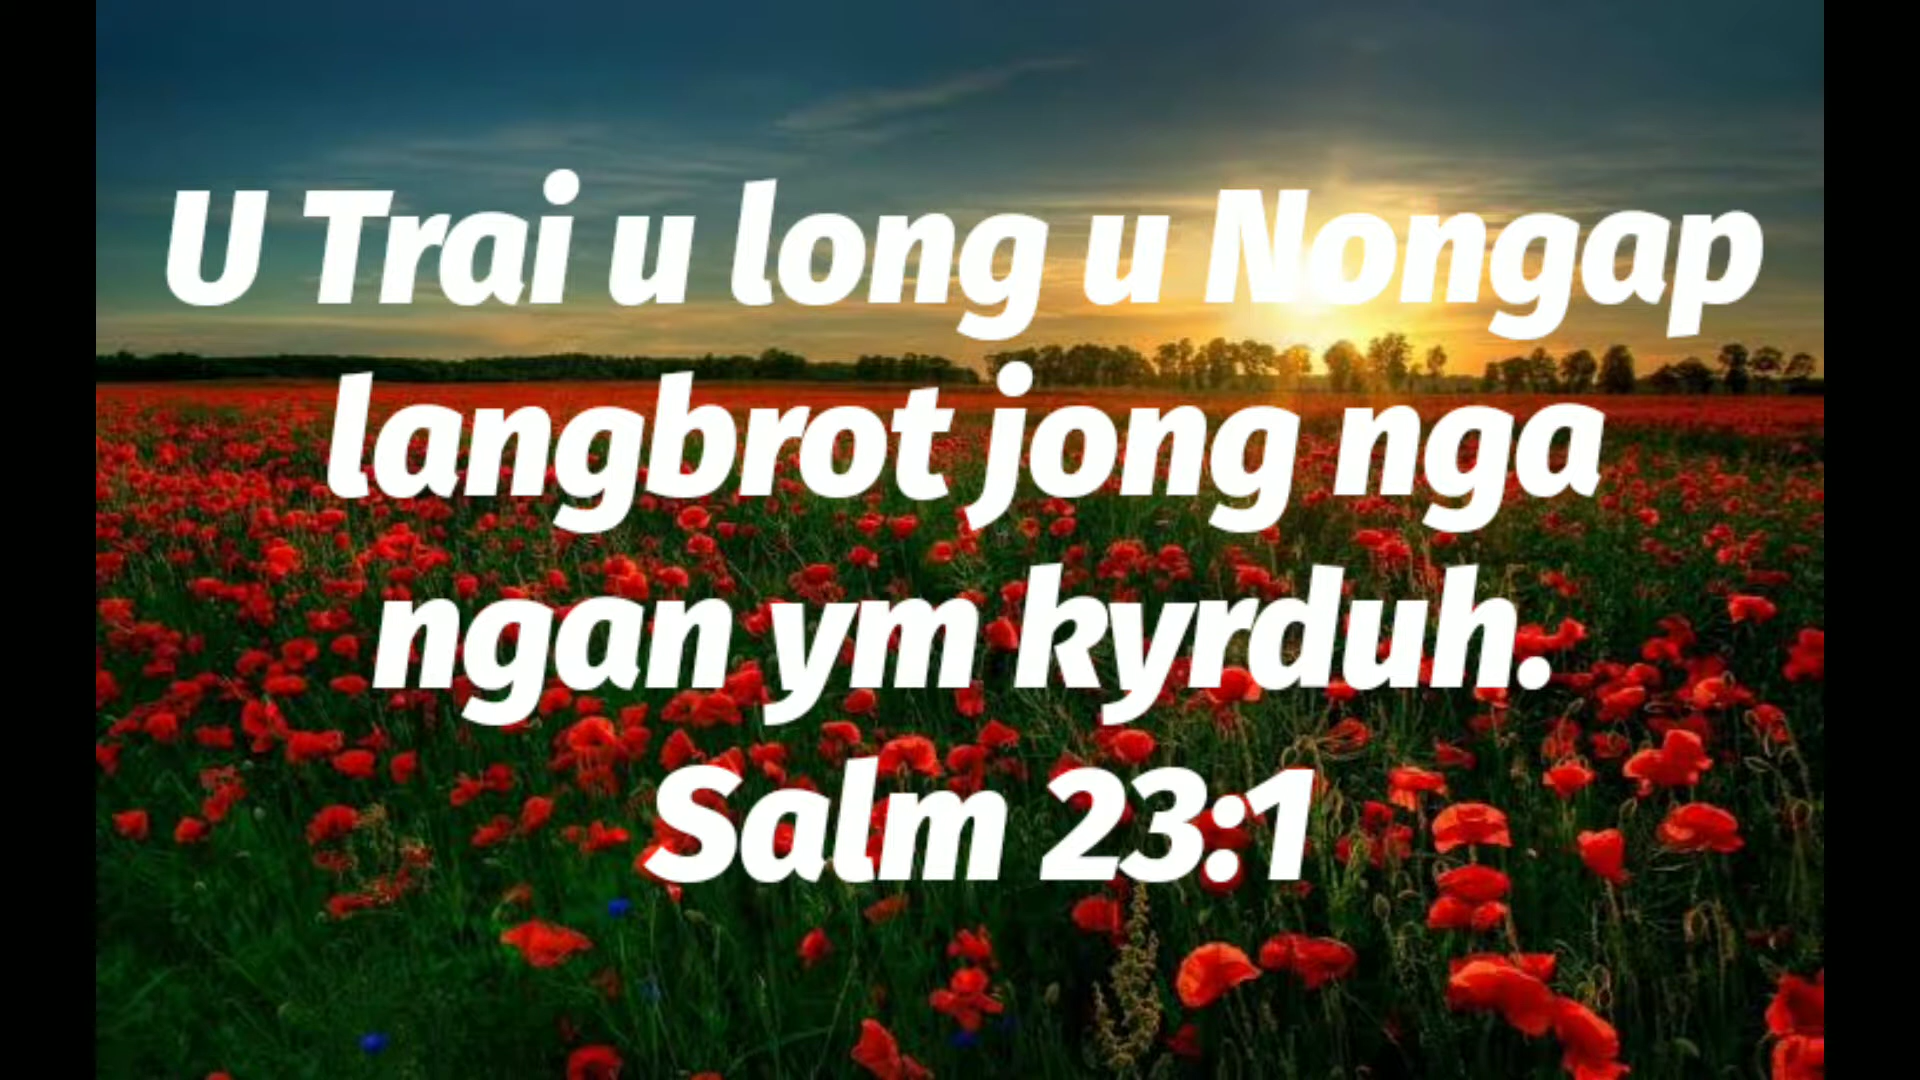 U Trai u long u Nongap
langbrot jong nga
ngan ym kyrduh.
Salm 23:1